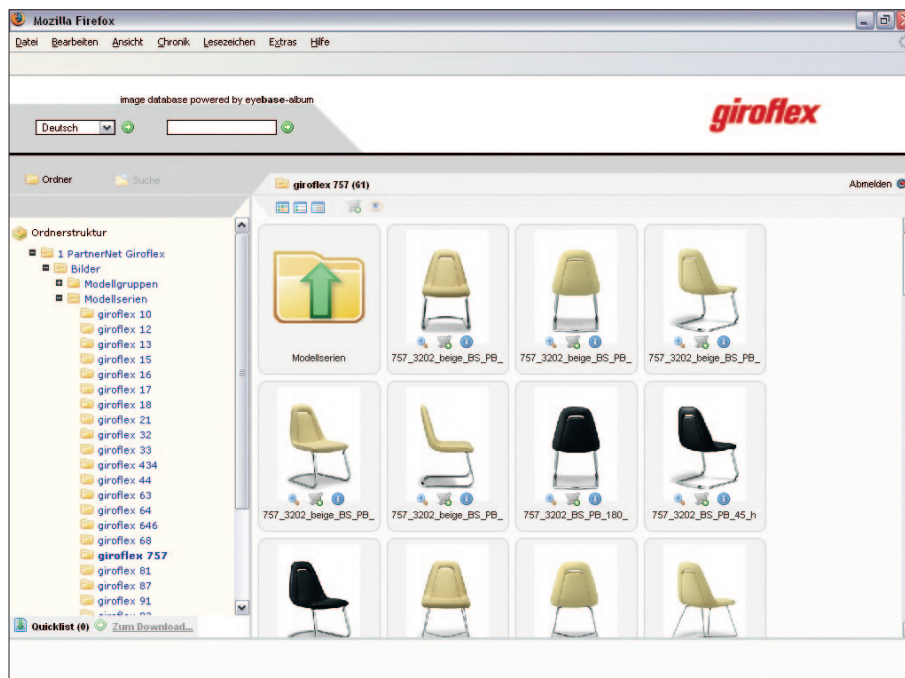 Mozilla Firefox
Datei Bearbeiten Ansicht Chronik Lesezeichen Extras Hilfe
image database powered by eyebase-album
Deutsch
giroflex
Ordner Suche
giroflex 757 (61)
Abmelden
Ordnerstruktur
1 PartnerNet Giroflex
Bilder
Modellgruppen
Modellserien
giroflex 10
giroflex 12
giroflex 13
giroflex 15
giroflex 16
giroflex 17
giroflex 18
giroflex 21
giroflex 32
giroflex 33
giroflex 434
giroflex 44
giroflex 63
giroflex 64
giroflex 646
giroflex 68
giroflex 757
giroflex 81
giroflex 87
giroflex 91
Quicklist (0) Zum Download...
Modellserien 757_3202_beige_BS_PB_ 757_3202_beige_BS_PB_ 757_3202_beige_BS_PB_
757_3202_beige_BS_PB_ 757_3202_beige_BS_PB_ 757_3202_BS_PB_180_ 757_3202_BS_PB_45_h